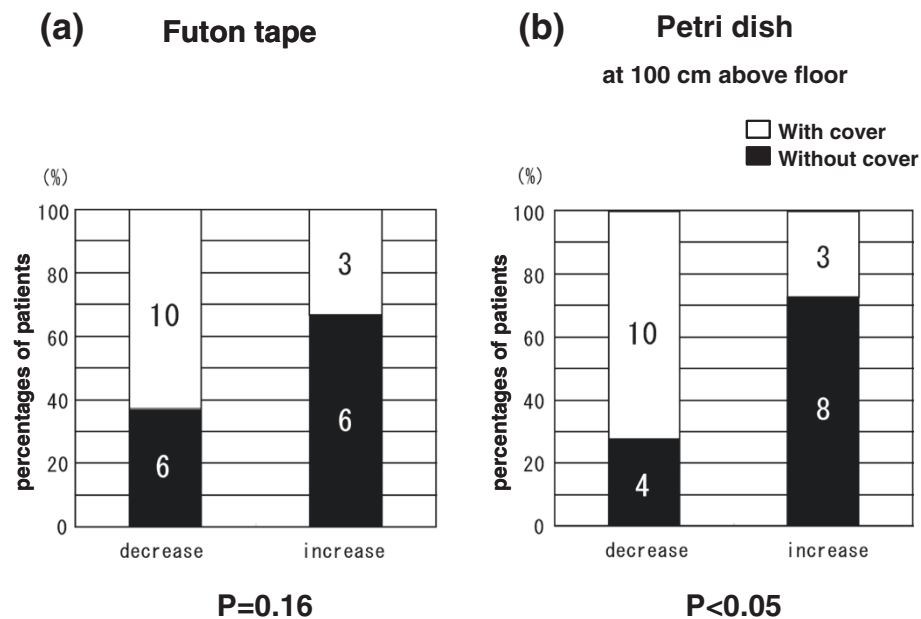 (a)
Futon tape
(%)
percentages of patients
100
80
60
40
20
0
10
6
3
6
decrease
increase
P=0.16
(b)
Petri dish
at 100 cm above floor
With cover
Without cover
(%)
percentages of patients
100
80
60
40
20
0
10
4
3
8
decrease
increase
P<0.05